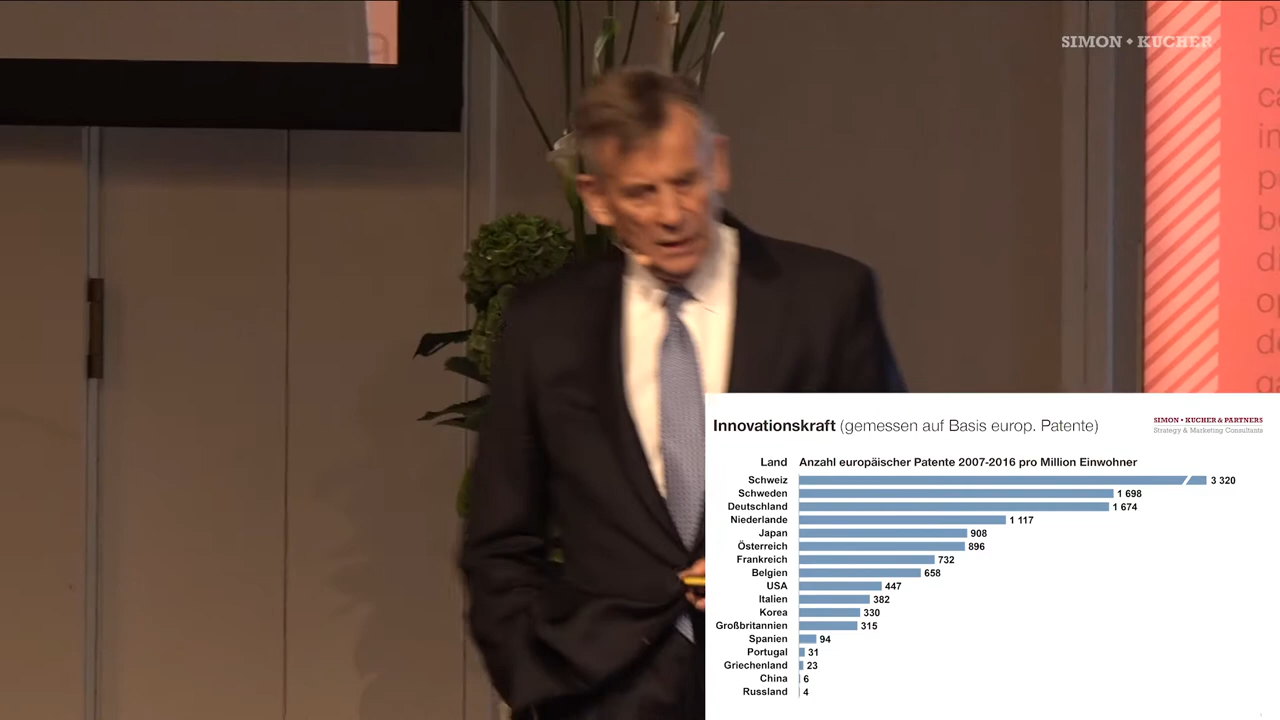 SIMON • KUCHER
Innovationskraft (gemessen auf Basis europ. Patente)
SIMON • KUCHER & PARTNERS
Strategy & Marketing Consultants
Land Anzahl europäischer Patente 2007-2016 pro Million Einwohner
Schweiz 3 320
Schweden 1 698
Deutschland 1 674
Niederlande 1 117
Japan 908
Österreich 896
Frankreich 732
Belgien 658
USA 447
Italien 382
Korea 330
Großbritannien 315
Spanien 94
Portugal 31
Griechenland 23
China 6
Russland 4